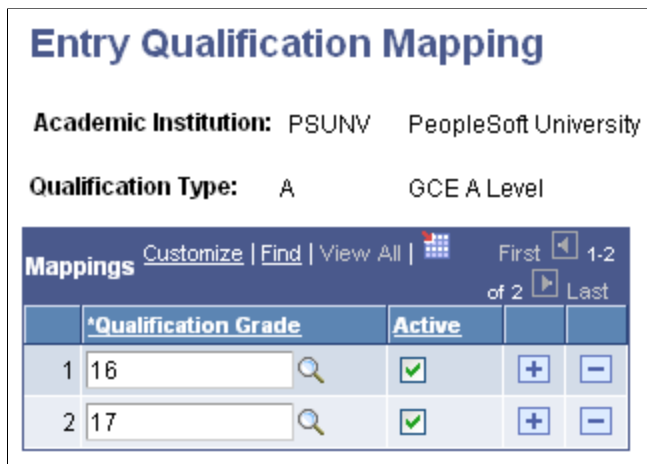 Entry Qualification Mapping
Academic Institution: PSUNV PeopleSoft University
Qualification Type: A GCE A Level
Mappings Customize | Find | View All | First 1-2
of 2 Last
*Qualification Grade Active
1 16
2 17